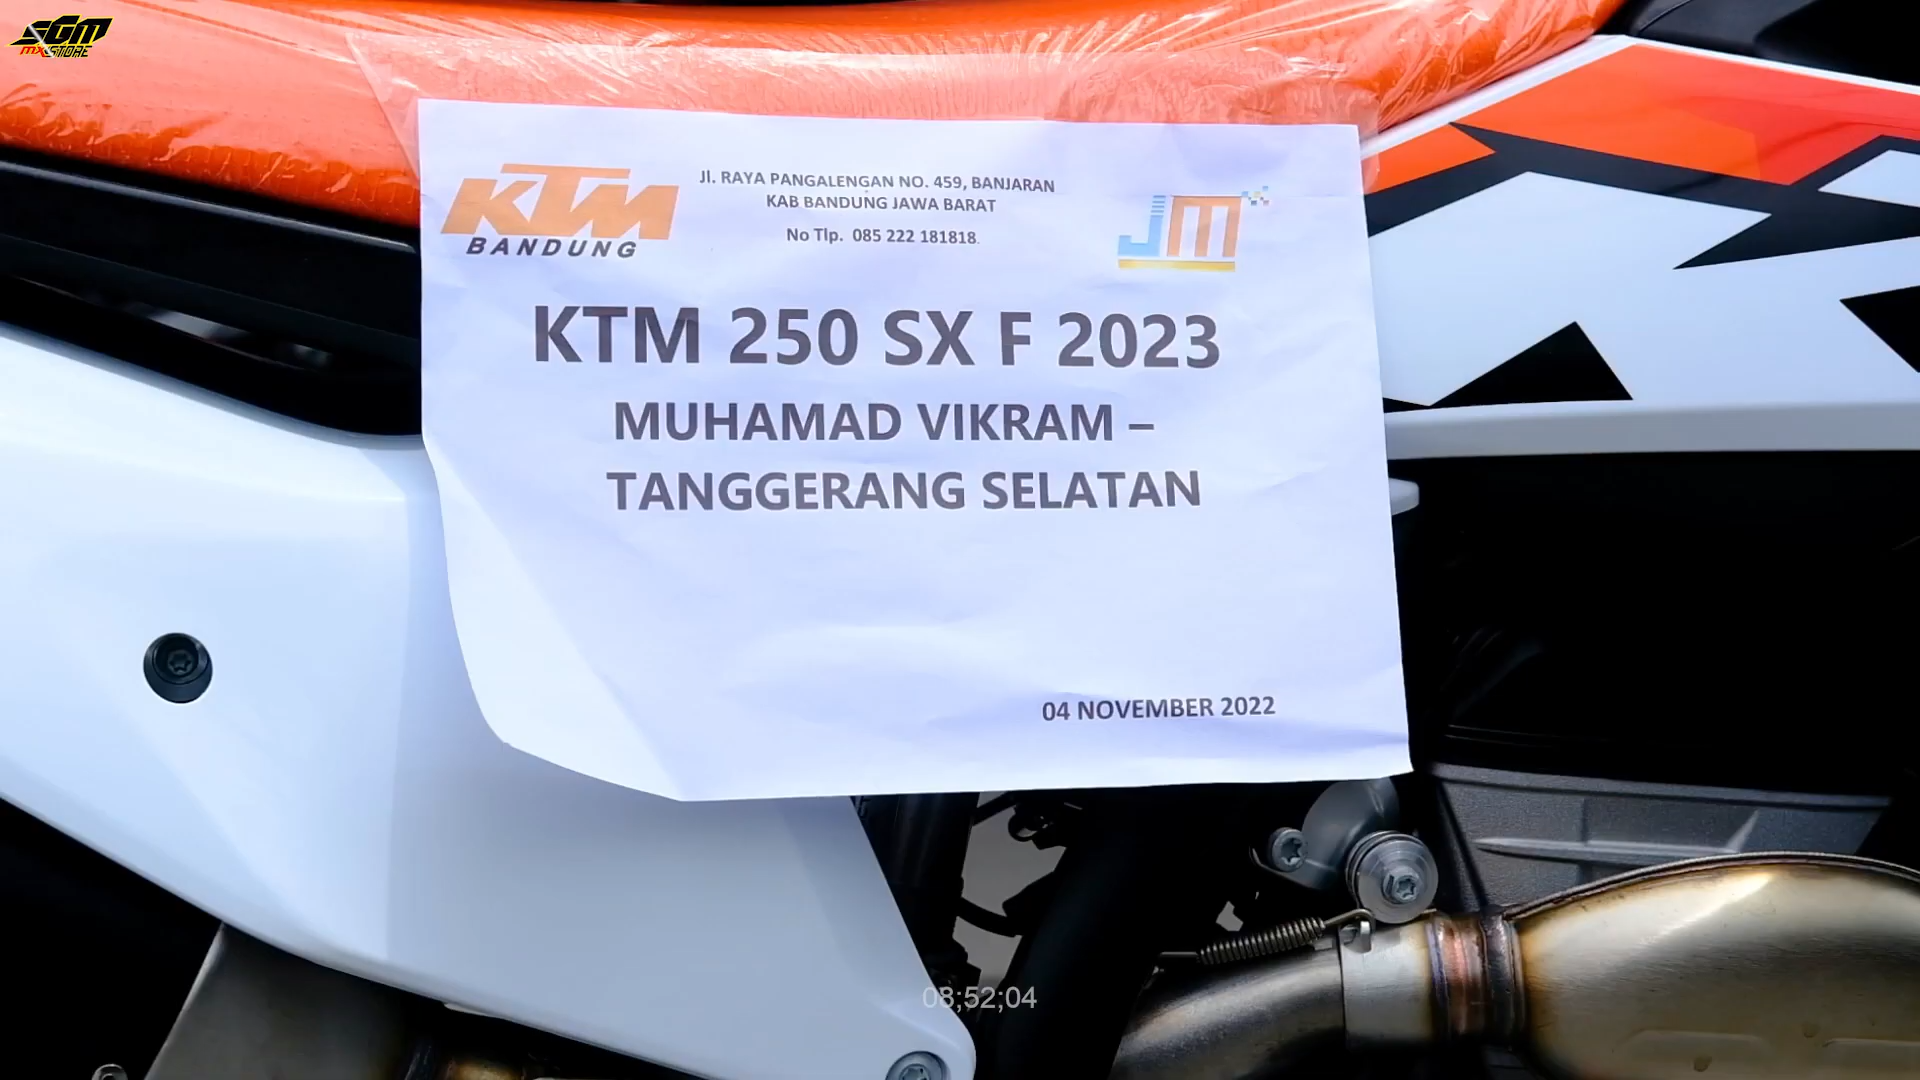 SGM
MX STORE
KTM
BANDUNG
Jl. RAYA PANGALENGAN NO. 459, BANJARAN
KAB BANDUNG JAWA BARAT
No Tlp. 085 222 181818.
JM
KTM 250 SX F 2023
MUHAMAD VIKRAM –
TANGGERANG SELATAN
04 NOVEMBER 2022
08;52;04